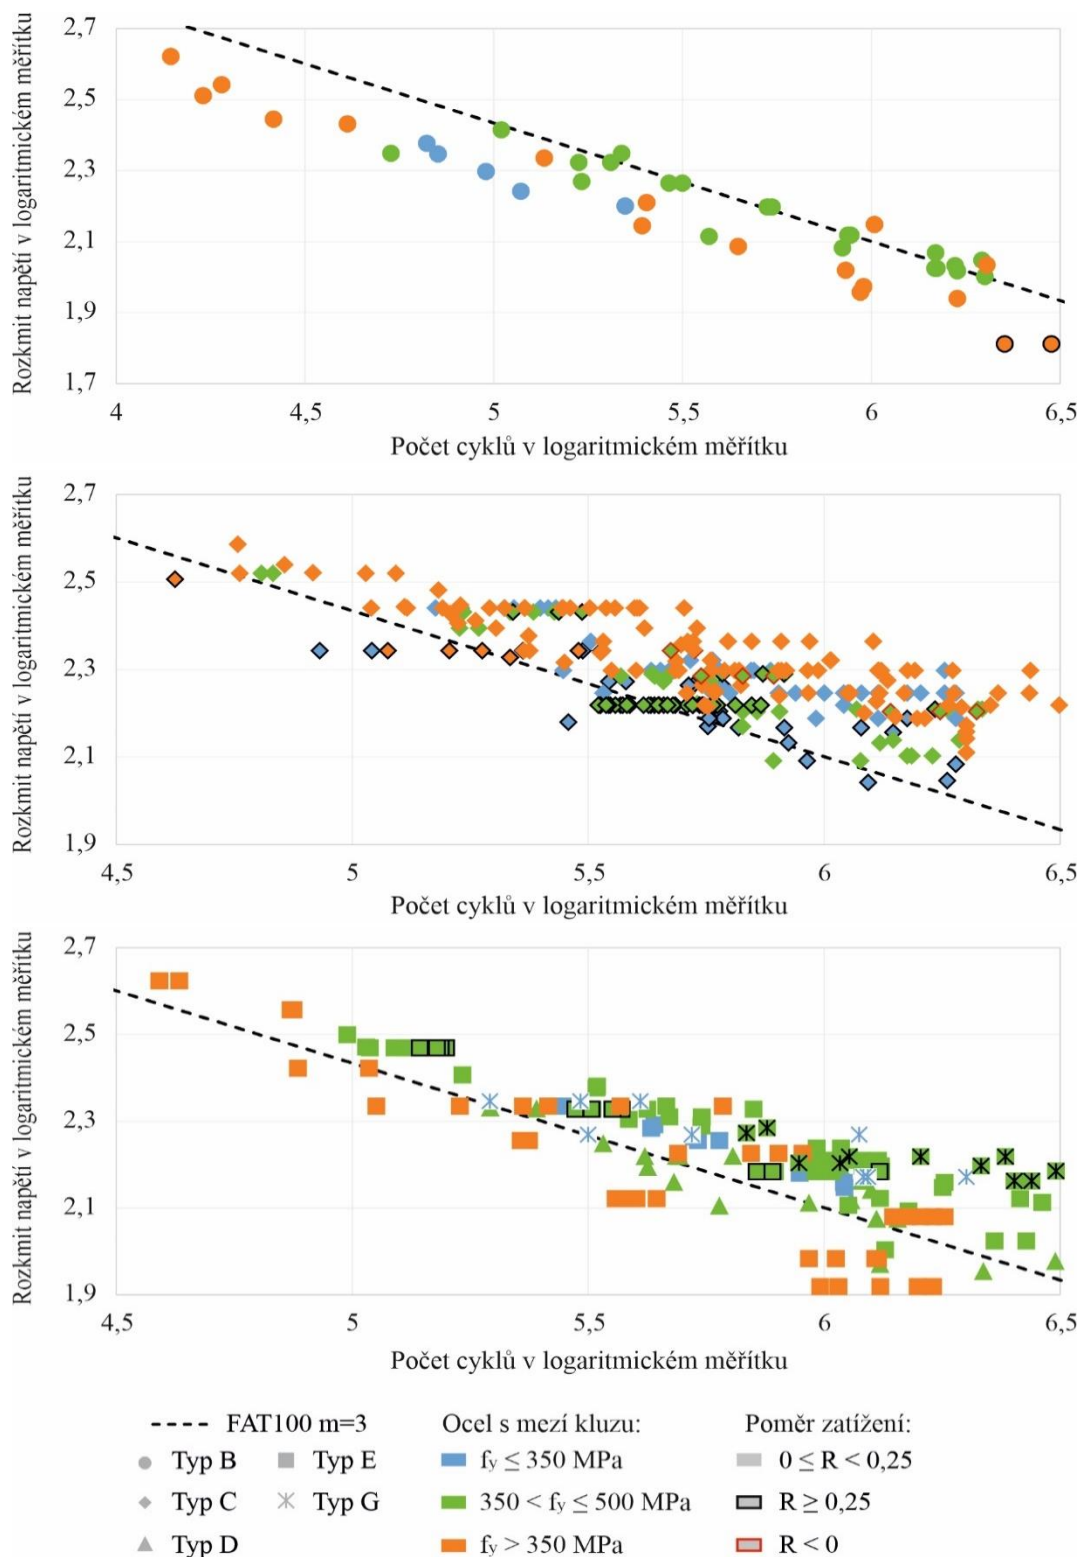 Rozkmit napětí v logaritmickém měřítku
2,7
2,5
2,3
2,1
1,9
1,7
4 4,5 5 5,5 6 6,5
Počet cyklů v logaritmickém měřítku
Rozkmit napětí v logaritmickém měřítku
2,7
2,5
2,3
2,1
1,9
4,5 5 5,5 6 6,5
Počet cyklů v logaritmickém měřítku
Rozkmit napětí v logaritmickém měřítku
2,7
2,5
2,3
2,1
1,9
4,5 5 5,5 6 6,5
Počet cyklů v logaritmickém měřítku
FAT100 m=3 Ocel s mezí kluzu: Poměr zatížení:
Typ B Typ E fy ≤ 350 MPa 0 ≤ R < 0,25
Typ C Typ G 350 < fy ≤ 500 MPa R ≥ 0,25
Typ D fy > 350 MPa R < 0